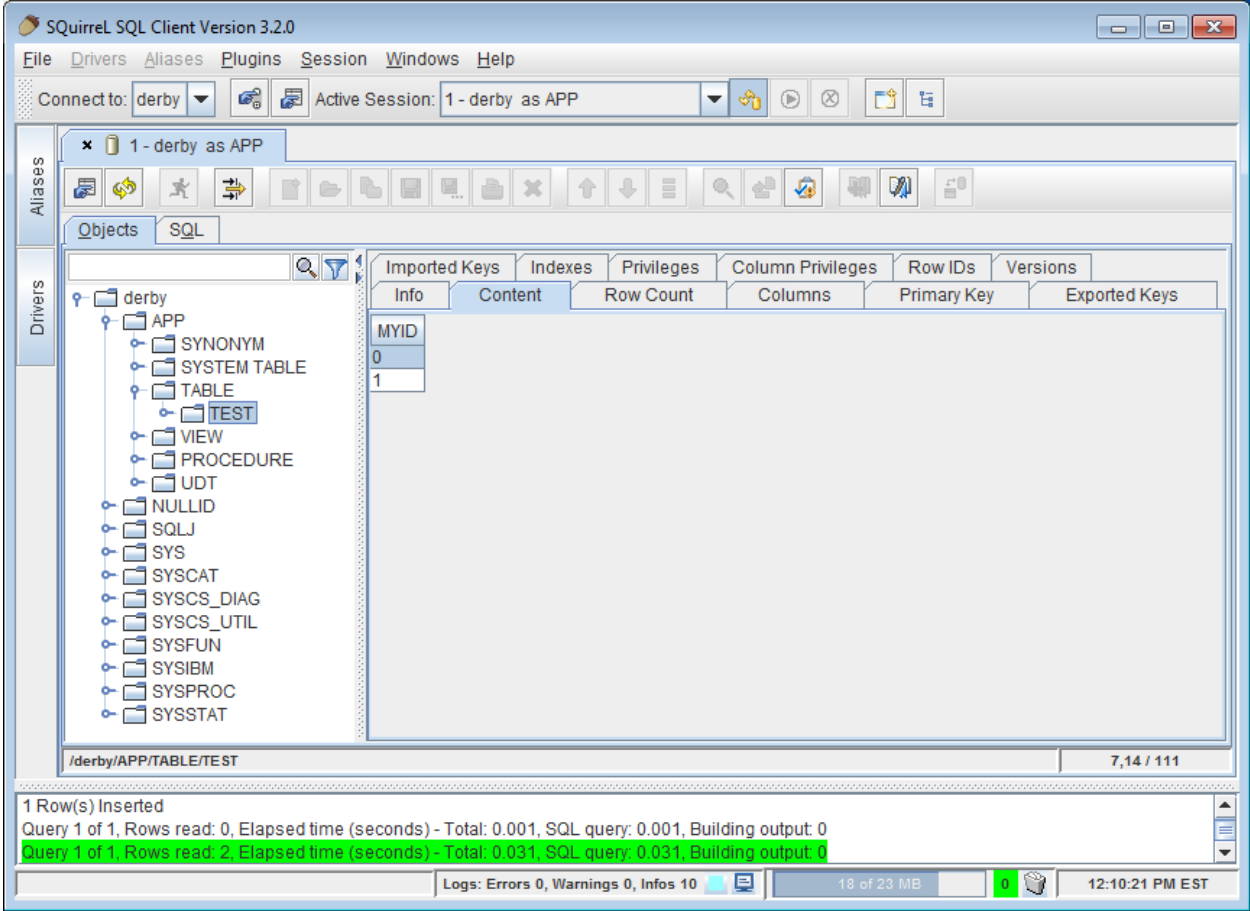 SQuirreL SQL Client Version 3.2.0
File Drivers Aliases Plugins Session Windows Help
Connect to: derby Active Session: 1 - derby as APP
1 - derby as APP
Aliases
Drivers
Objects SQL
Imported Keys Indexes Privileges Column Privileges Row IDs Versions
Info Content Row Count Columns Primary Key Exported Keys
derby
APP
SYNONYM
SYSTEM TABLE
TABLE
TEST
VIEW
PROCEDURE
UDT
NULLID
SQLJ
SYS
SYSCAT
SYSCS_DIAG
SYSCS_UTIL
SYSFUN
SYSIBM
SYSPROC
SYSSTAT
MYID
0
1
/derby/APP/TABLE/TEST 7,14 / 111
1 Row(s) Inserted
Query 1 of 1, Rows read: 0, Elapsed time (seconds) - Total: 0.001, SQL query: 0.001, Building output: 0
Query 1 of 1, Rows read: 2, Elapsed time (seconds) - Total: 0.031, SQL query: 0.031, Building output: 0
Logs: Errors 0, Warnings 0, Infos 10 18 of 23 MB 0 12:10:21 PM EST